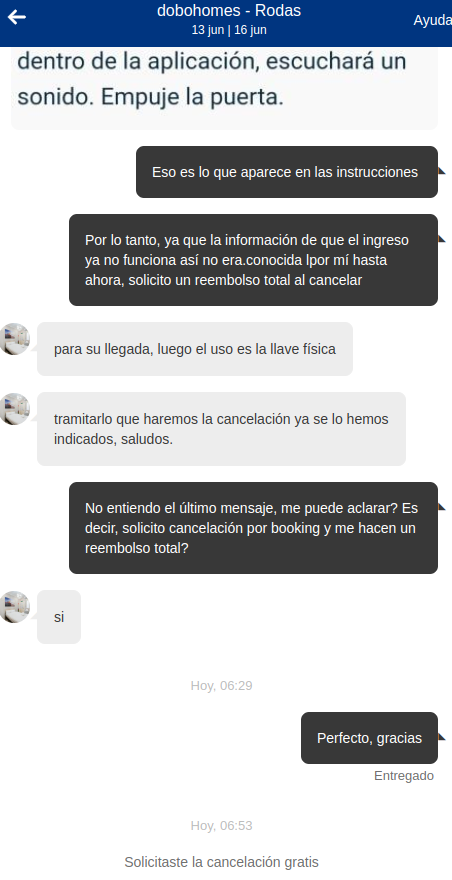 dobohomes - Rodas
13 jun | 16 jun
Ayuda
dentro de la aplicación, escuchará un
sonido. Empuje la puerta.
Eso es lo que aparece en las instrucciones
Por lo tanto, ya que la información de que el ingreso
ya no funciona así no era.conocida lpor mí hasta
ahora, solicito un reembolso total al cancelar
para su llegada, luego el uso es la llave física
tramitarlo que haremos la cancelación ya se lo hemos
indicados, saludos.
No entiendo el último mensaje, me puede aclarar? Es
decir, solicito cancelación por booking y me hacen un
reembolso total?
si
Hoy, 06:29
Perfecto, gracias
Entregado
Hoy, 06:53
Solicitaste la cancelación gratis